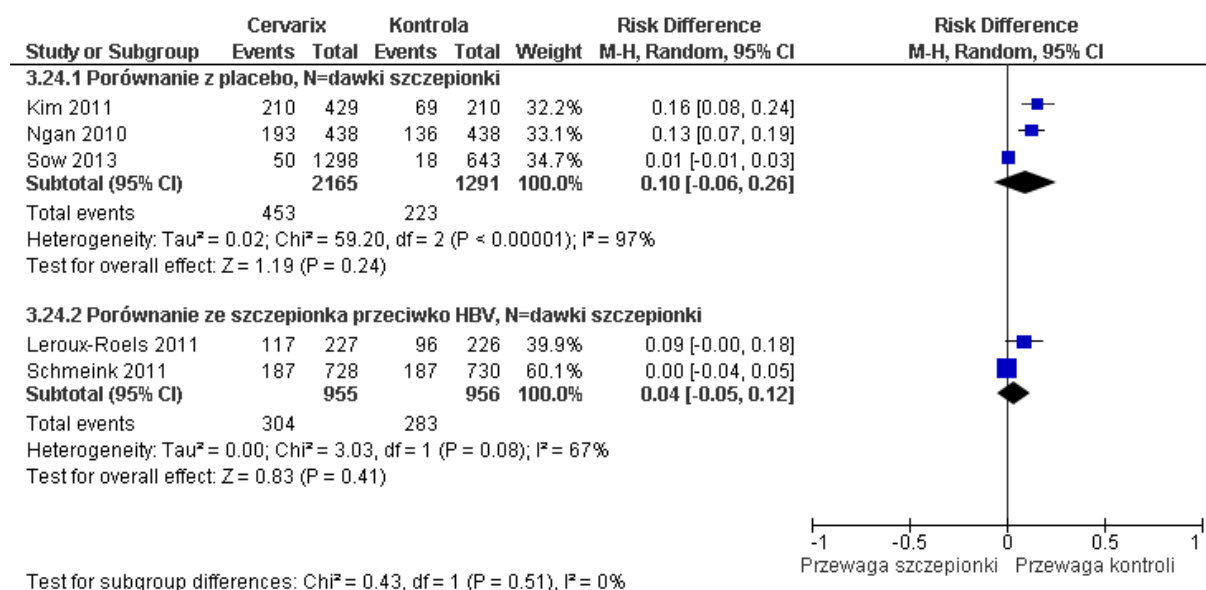 Cervarix Kontrola Risk Difference Risk Difference
Study or Subgroup Events Total Events Total Weight M-H, Random, 95% CI M-H, Random, 95% CI
3.24.1 Porównanie z placebo, N=dawki szczepionki
Kim 2011 210 429 69 210 32.2% 0.16 [0.08, 0.24]
Ngan 2010 193 438 136 438 33.1% 0.13 [0.07, 0.19]
Sow 2013 50 1298 18 643 34.7% 0.01 [-0.01, 0.03]
Subtotal (95% CI) 2165 1291 100.0% 0.10 [-0.06, 0.26]
Total events 453 223
Heterogeneity: Tau² = 0.02; Chi² = 59.20, df = 2 (P < 0.00001); I² = 97%
Test for overall effect: Z = 1.19 (P = 0.24)
3.24.2 Porównanie ze szczepionka przeciwko HBV, N=dawki szczepionki
Leroux-Roels 2011 117 227 96 226 39.9% 0.09 [-0.00, 0.18]
Schmeink 2011 187 728 187 730 60.1% 0.00 [-0.04, 0.05]
Subtotal (95% CI) 955 956 100.0% 0.04 [-0.05, 0.12]
Total events 304 283
Heterogeneity: Tau² = 0.00; Chi² = 3.03, df = 1 (P = 0.08); I² = 67%
Test for overall effect: Z = 0.83 (P = 0.41)
-1 -0.5 0 0.5 1
Przewaga szczepionki Przewaga kontroli
Test for subgroup differences: Chi² = 0.43, df = 1 (P = 0.51), I² = 0%